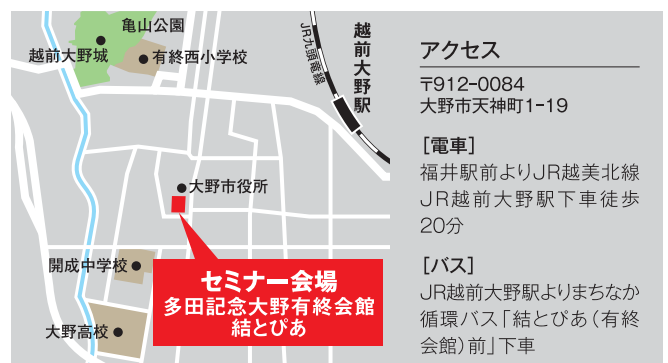 亀山公園
越前大野城
有終西小学校
JR九頭竜線
越前大野駅
大野市役所
セミナー会場
多田記念大野有終会館
結とぴあ
開成中学校
大野高校
アクセス
〒912-0084
大野市天神町1-19
[電車]
福井駅前よりJR越美北線
JR越前大野駅下車徒歩
20分
[バス]
JR越前大野駅よりまちなか
循環バス「結とぴあ(有終
会館)前」下車